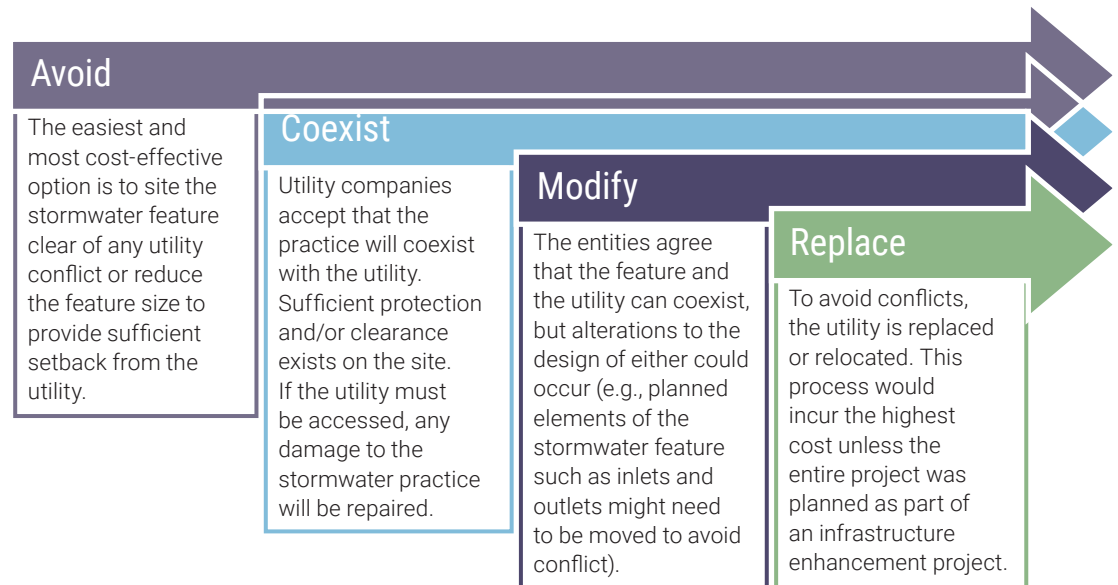 Avoid
The easiest and
most cost-effective
option is to site the
stormwater feature
clear of any utility
conflict or reduce
the feature size to
provide sufficient
setback from the
utility.
Coexist
Utility companies
accept that the
practice will coexist
with the utility.
Sufficient protection
and/or clearance
exists on the site.
If the utility must
be accessed, any
damage to the
stormwater practice
will be repaired.
Modify
The entities agree
that the feature and
the utility can coexist,
but alterations to the
design of either could
occur (e.g., planned
elements of the
stormwater feature
such as inlets and
outlets might need
to be moved to avoid
conflict).
Replace
To avoid conflicts,
the utility is replaced
or relocated. This
process would
incur the highest
cost unless the
entire project was
planned as part of
an infrastructure
enhancement project.